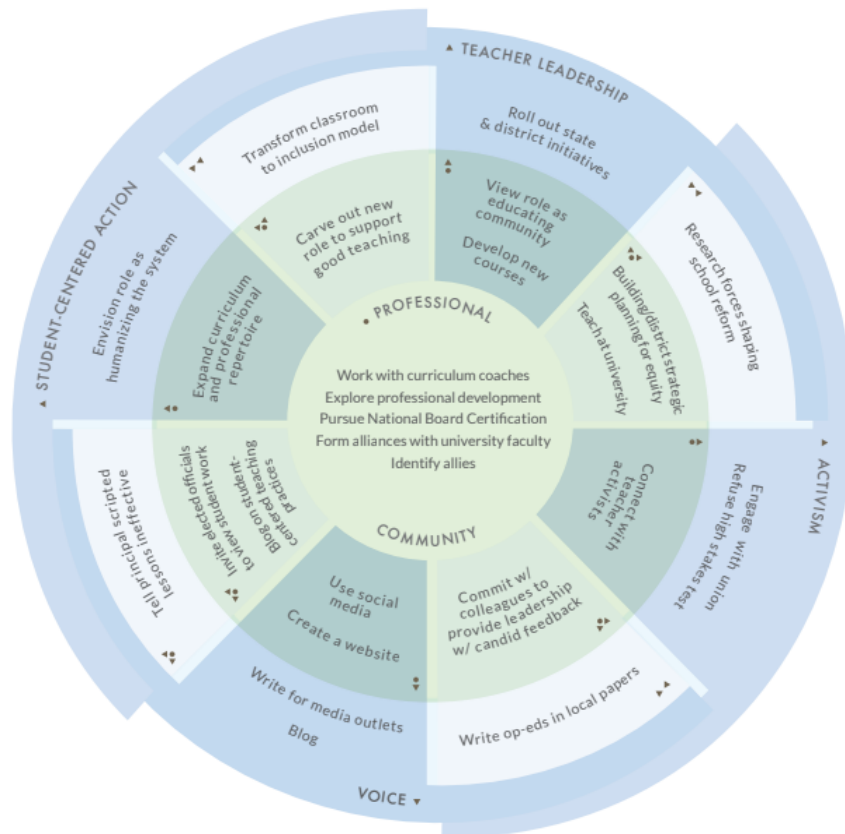 TEACHER LEADERSHIP
Roll out state
& district initiatives
View role as
educating
community
Develop new
courses
Research forces shaping
school reform
Building/district strategic
planning for equity
Teach at university
ACTIVISM
Engage with union
Refuse high stakes test
Connect with
teacher
activists
Write op-eds in local papers
Commit w/
colleagues to
provide leadership
w/ candid feedback
VOICE
Write for media outlets
Blog
Use social
media
Create a website
Tell principal scripted
lessons ineffective
Invite elected officials
to view student work
Blog on student-
centered teaching
practices
STUDENT-CENTERED ACTION
Envision role as
humanizing the system
Expand curriculum
and professional
repertoire
Transform classroom
to inclusion model
Carve out new
role to support
good teaching
PROFESSIONAL
Work with curriculum coaches
Explore professional development
Pursue National Board Certification
Form alliances with university faculty
Identify allies
COMMUNITY